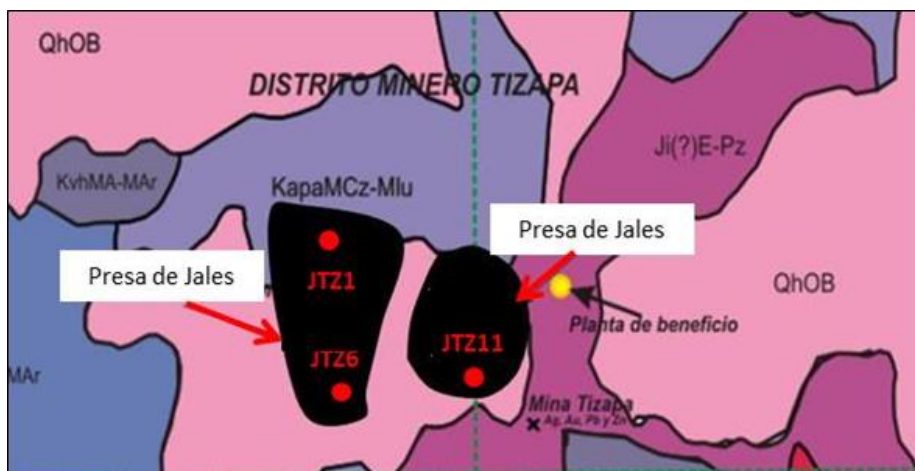 QhOB
DISTRITO MINERO TIZAPA
Ji(?)E-Pz
KvhMA-MAr
KapaMCz-Mlu
Presa de Jales
Presa de Jales
JTZ1
QhOB
Planta de beneficio
JTZ6
JTZ11
MAr
Mina Tizapa
Ag, Au, Pb y Zn